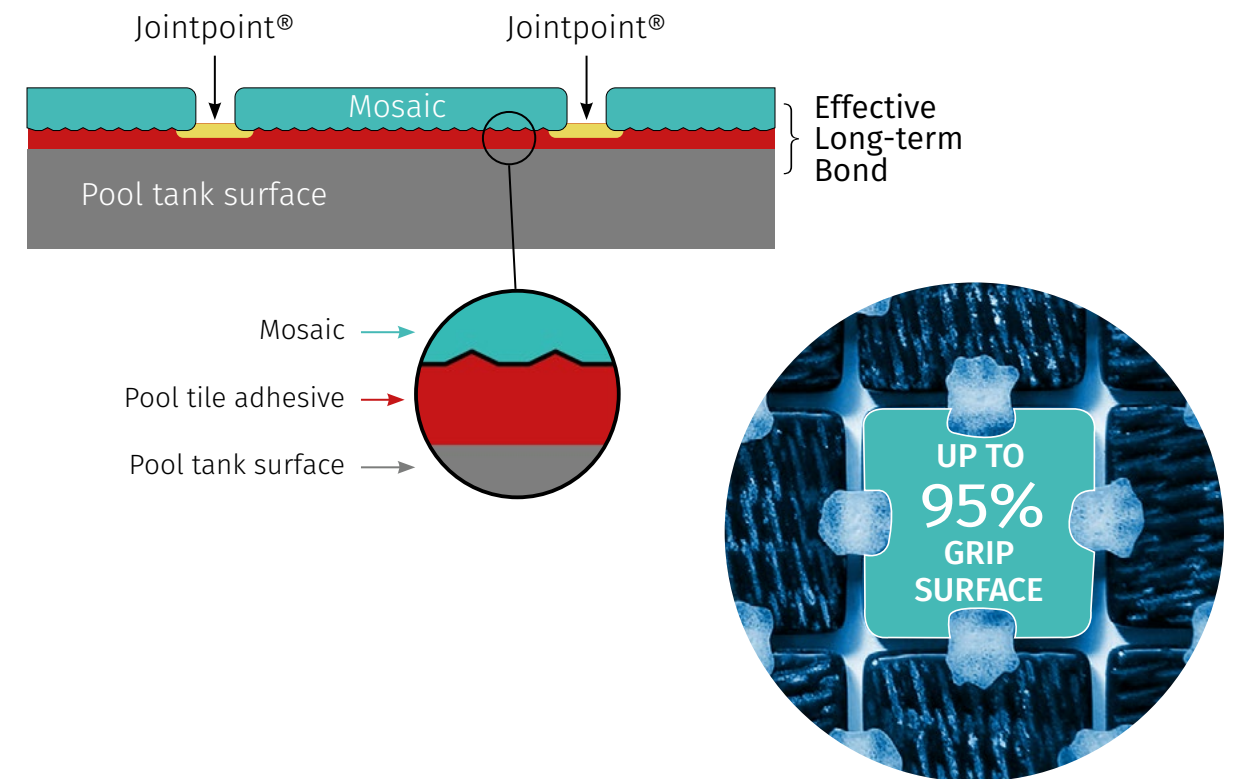 Jointpoint® Jointpoint®
Mosaic
Effective
Long-term
Bond
Pool tank surface
Mosaic
Pool tile adhesive
Pool tank surface
UP TO
95%
GRIP
SURFACE